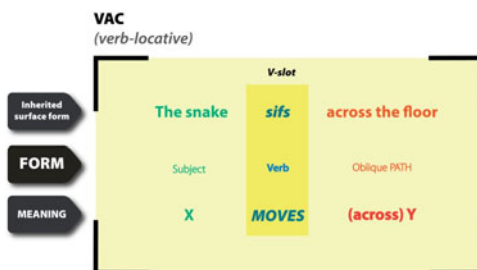 VAC
(verb-locative)
V-slot
Inherited
surface form
The snake sifs across the floor
FORM
Subject Verb Oblique PATH
MEANING
X MOVES (across) Y